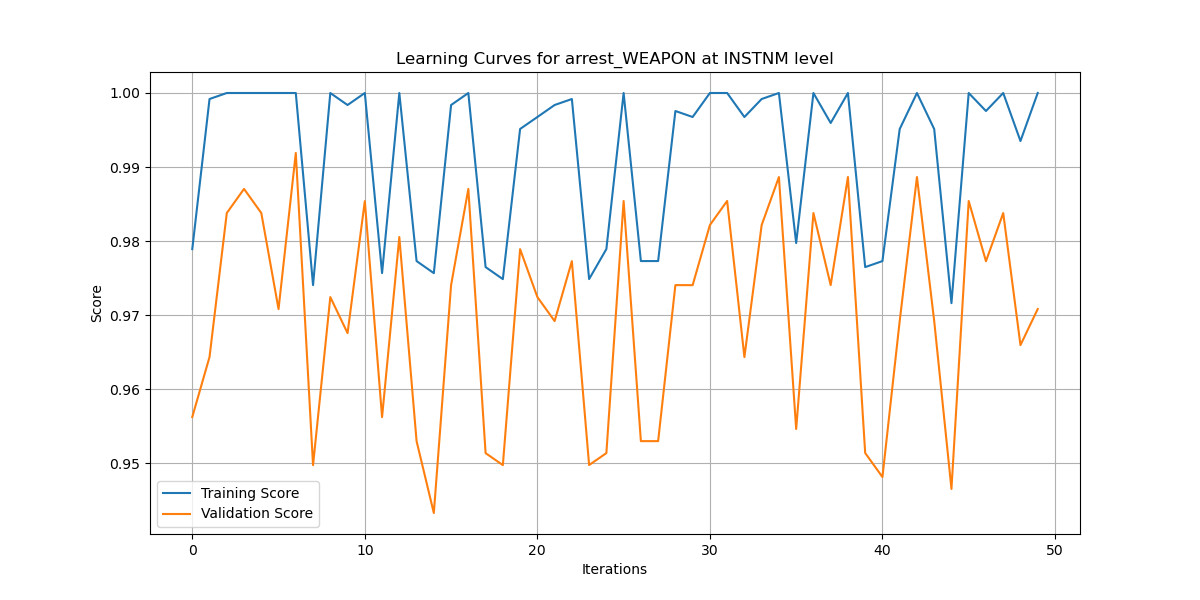 Learning Curves for arrest_WEAPON at INSTNM level
1.00
0.99
0.98
0.97
0.96
0.95
Score
Training Score
Validation Score
0 10 20 30 40 50
Iterations